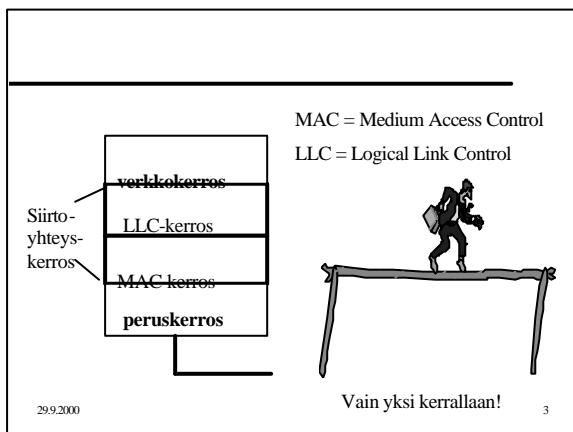 MAC = Medium Access Control
LLC = Logical Link Control
verkkokerros
Siirto-
yhteys-
kerros
LLC-kerros
MAC-kerros
peruskerros
Vain yksi kerrallaan!
29.9.2000
3